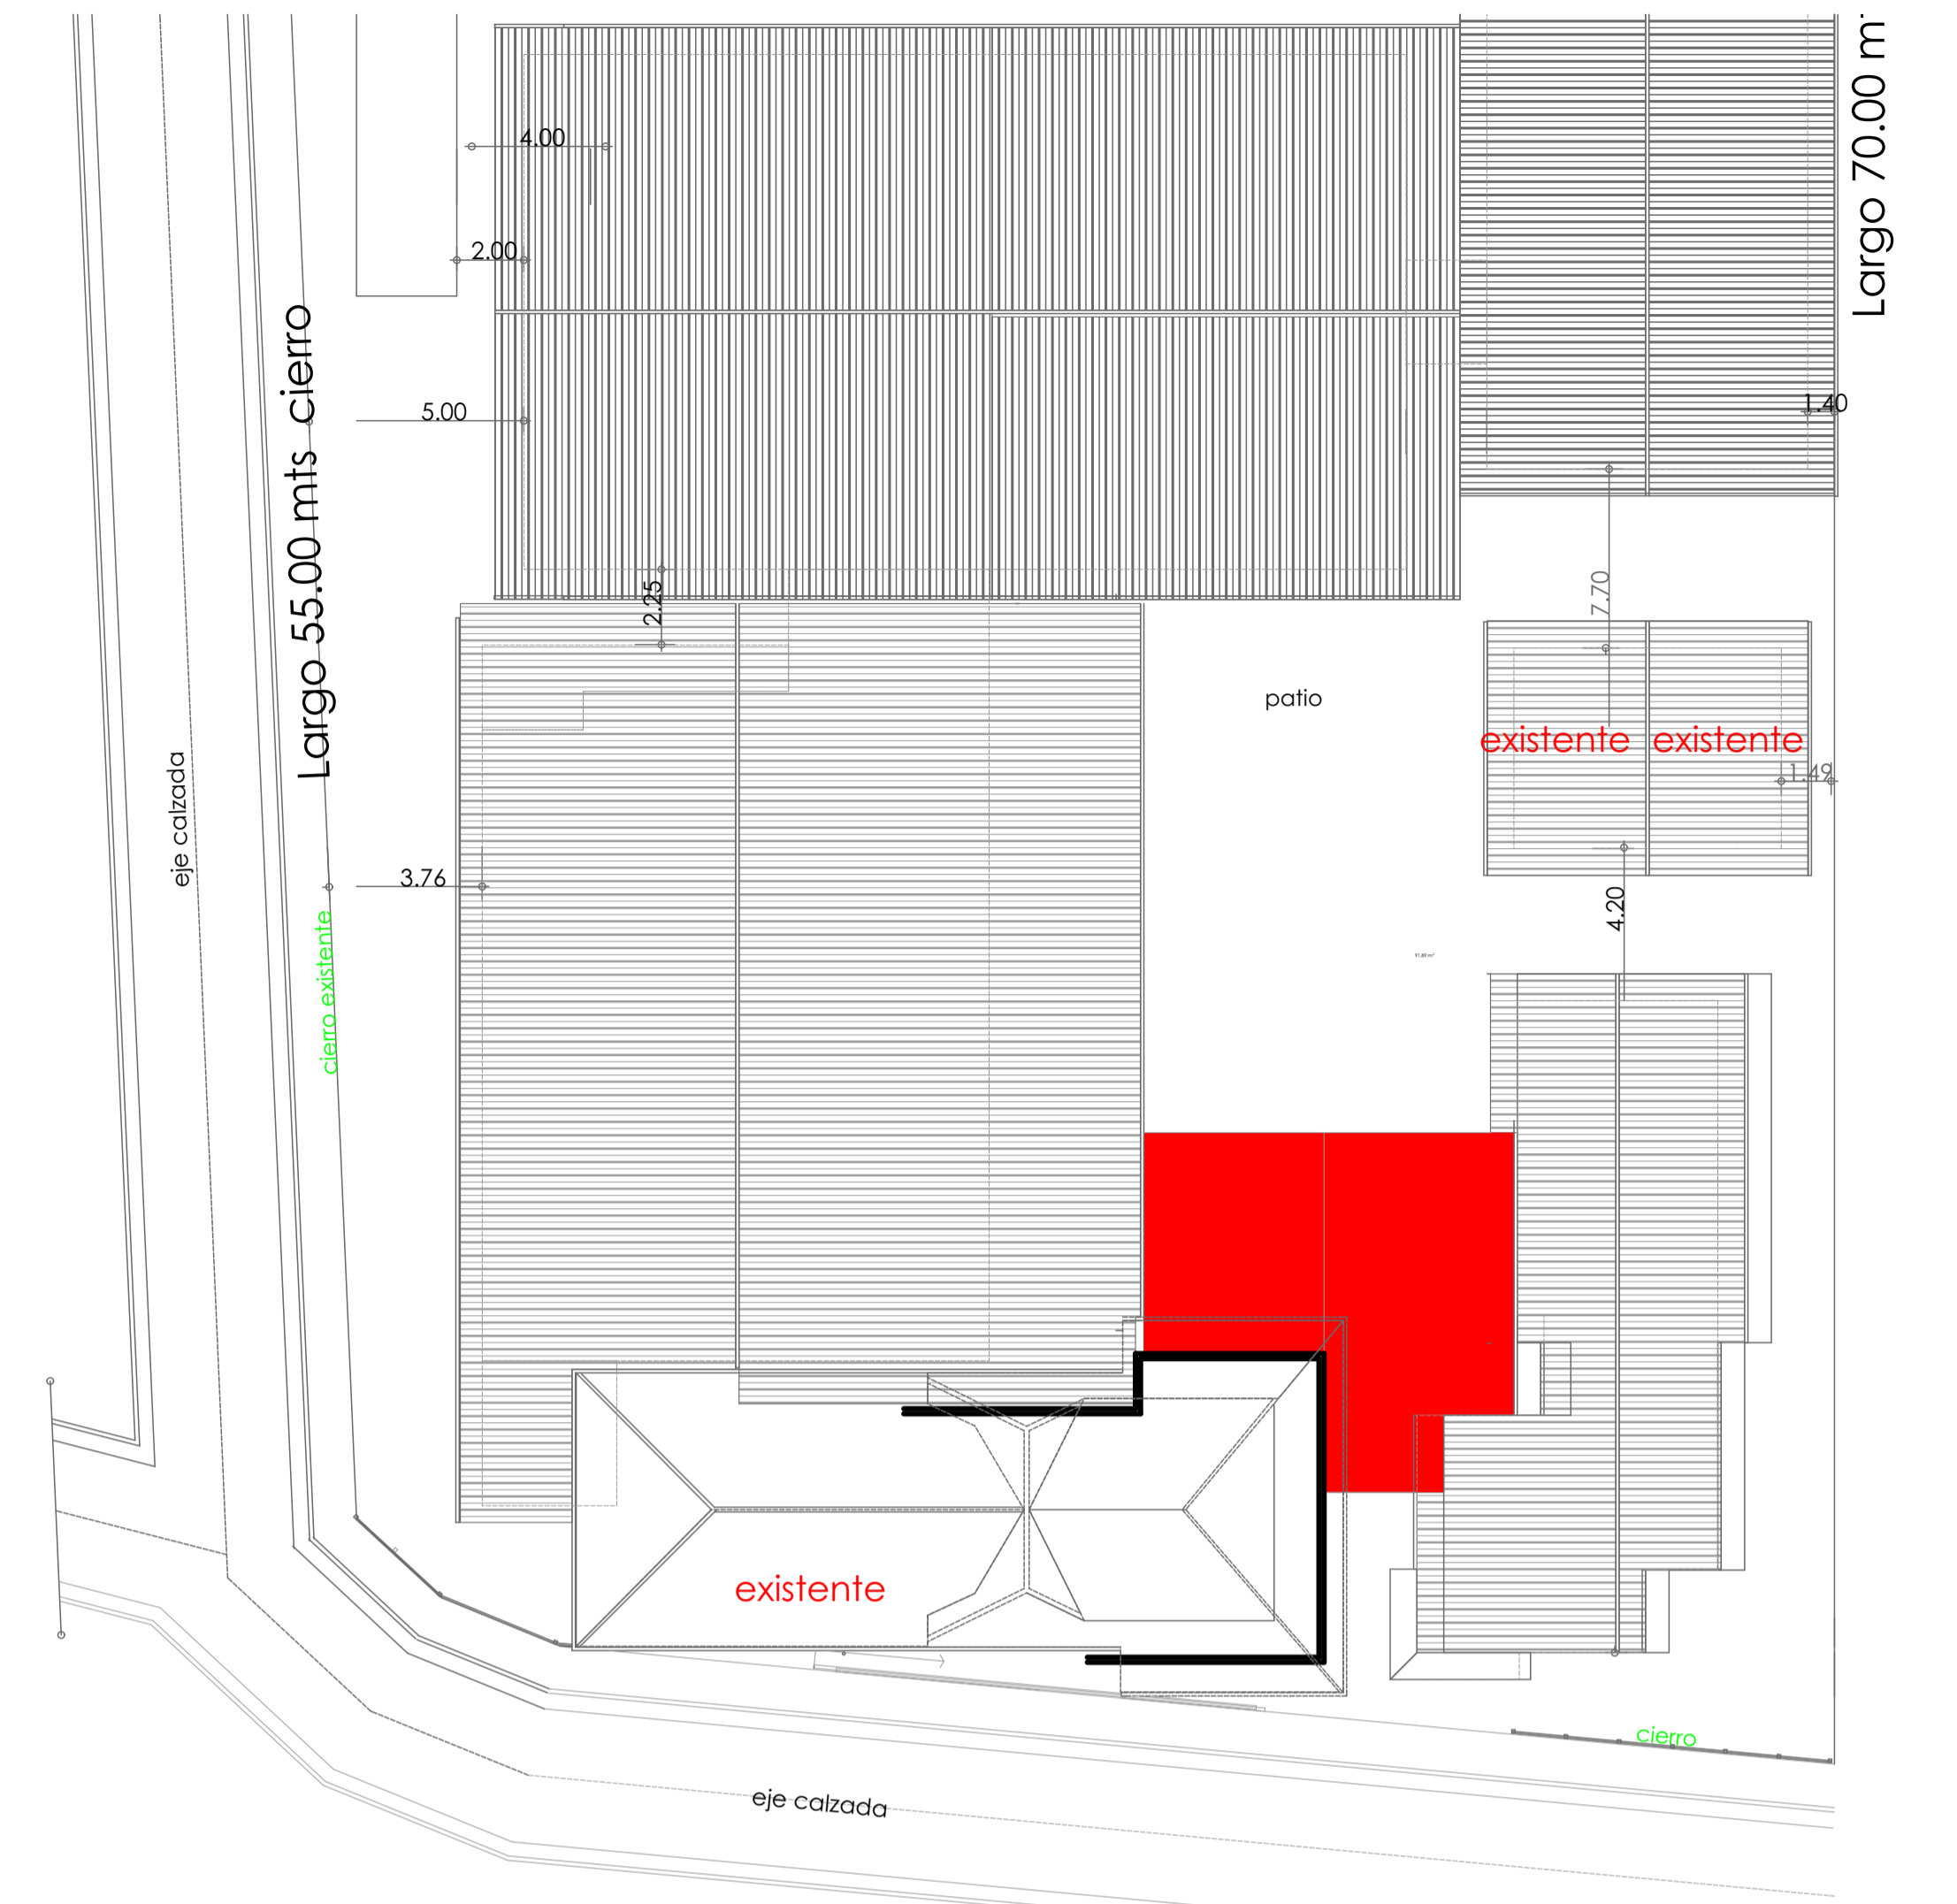 Largo 70.00 m
4.00
2.00
Largo 55.00 mts cierro
5.00
1.40
2.25
7.70
patio
existente existente
1.49
eje calzada
3.76
4.20
cierro existente
existente
cierro
eje calzada